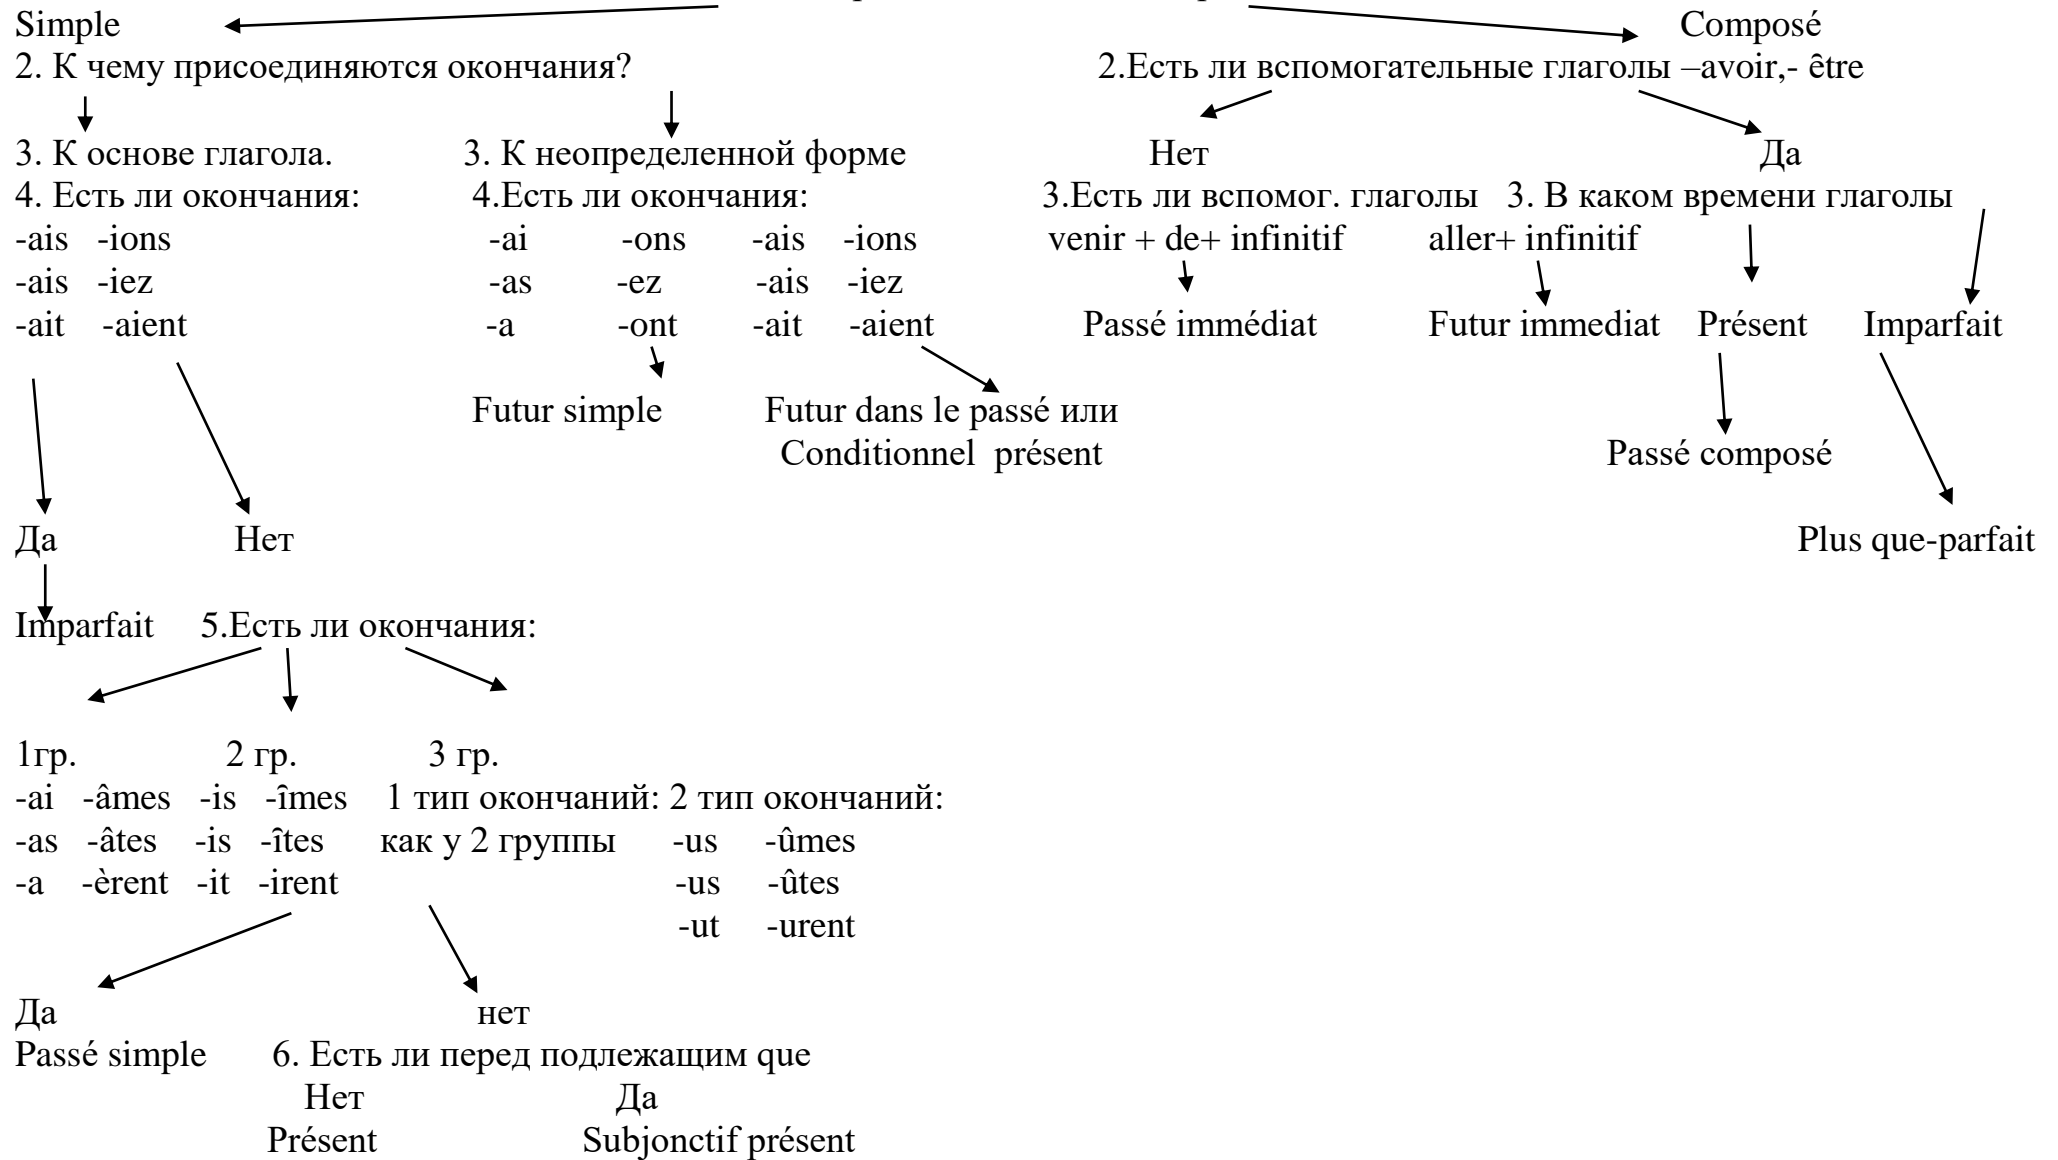 Simple Composé
2. К чему присоединяются окончания? 2.Есть ли вспомогательные глаголы –avoir,- être
3. К основе глагола. 3. К неопределенной форме Нет Да
4. Есть ли окончания: 4.Есть ли окончания: 3.Есть ли вспомог. глаголы 3. В каком времени глаголы
-ais -ions -ai -ons -ais -ions venir + de+ infinitif aller+ infinitif
-ais -iez -as -ez -ais -iez
-ait -aient -a -ont -ait -aient Passé immédiat Futur immediat Présent Imparfait
Futur simple Futur dans le passé или
Conditionnel présent Passé composé
Да Нет Plus que-parfait
Imparfait 5.Есть ли окончания:
1гр. 2 гр. 3 гр.
-ai -âmes -is -îmes 1 тип окончаний: 2 тип окончаний:
-as -âtes -is -îtes как у 2 группы -us -ûmes
-a -èrent -it -irent -us -ûtes
-ut -urent
Да нет
Passé simple 6. Есть ли перед подлежащим que
Нет Да
Présent Subjonctif présent